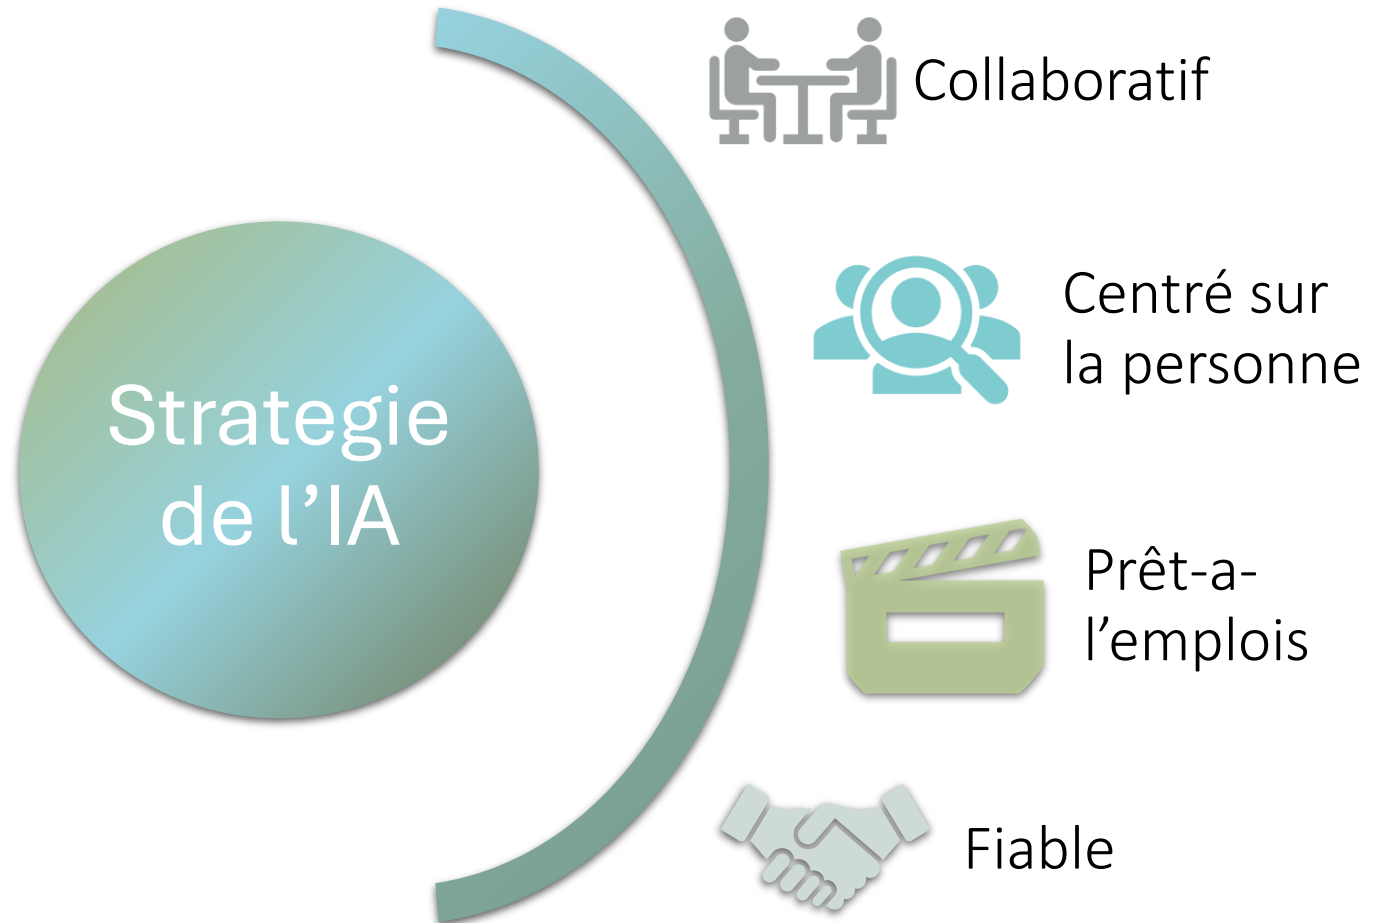 Collaboratif
Centré sur
la personne
Strategie
de l’IA
Prêt-a-
l’emplois
Fiable